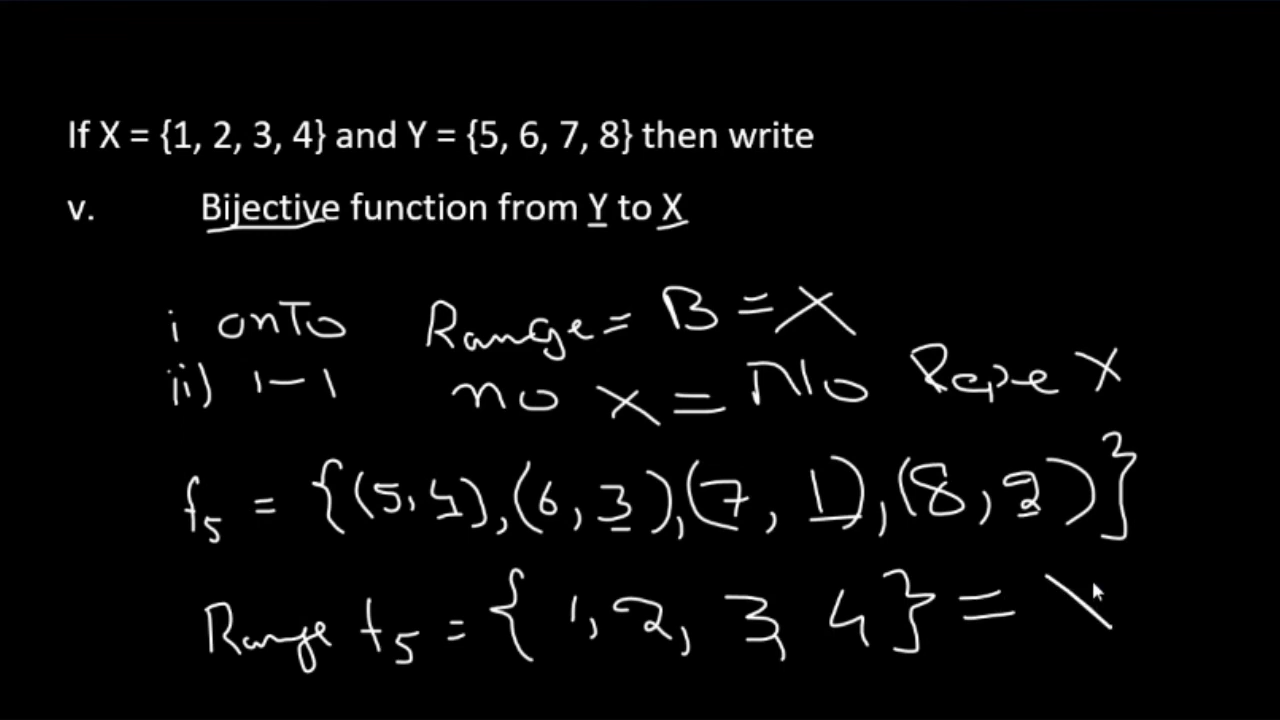 If X = {1, 2, 3, 4} and Y = {5, 6, 7, 8} then write
v. Bijective function from Y to X
i onTo Range = B = X
ii) 1-1 no x = No Repe x
f5 = {(5,4),(6,3),(7,1),(8,2)}
Range f5 = {1,2,3,4} = \